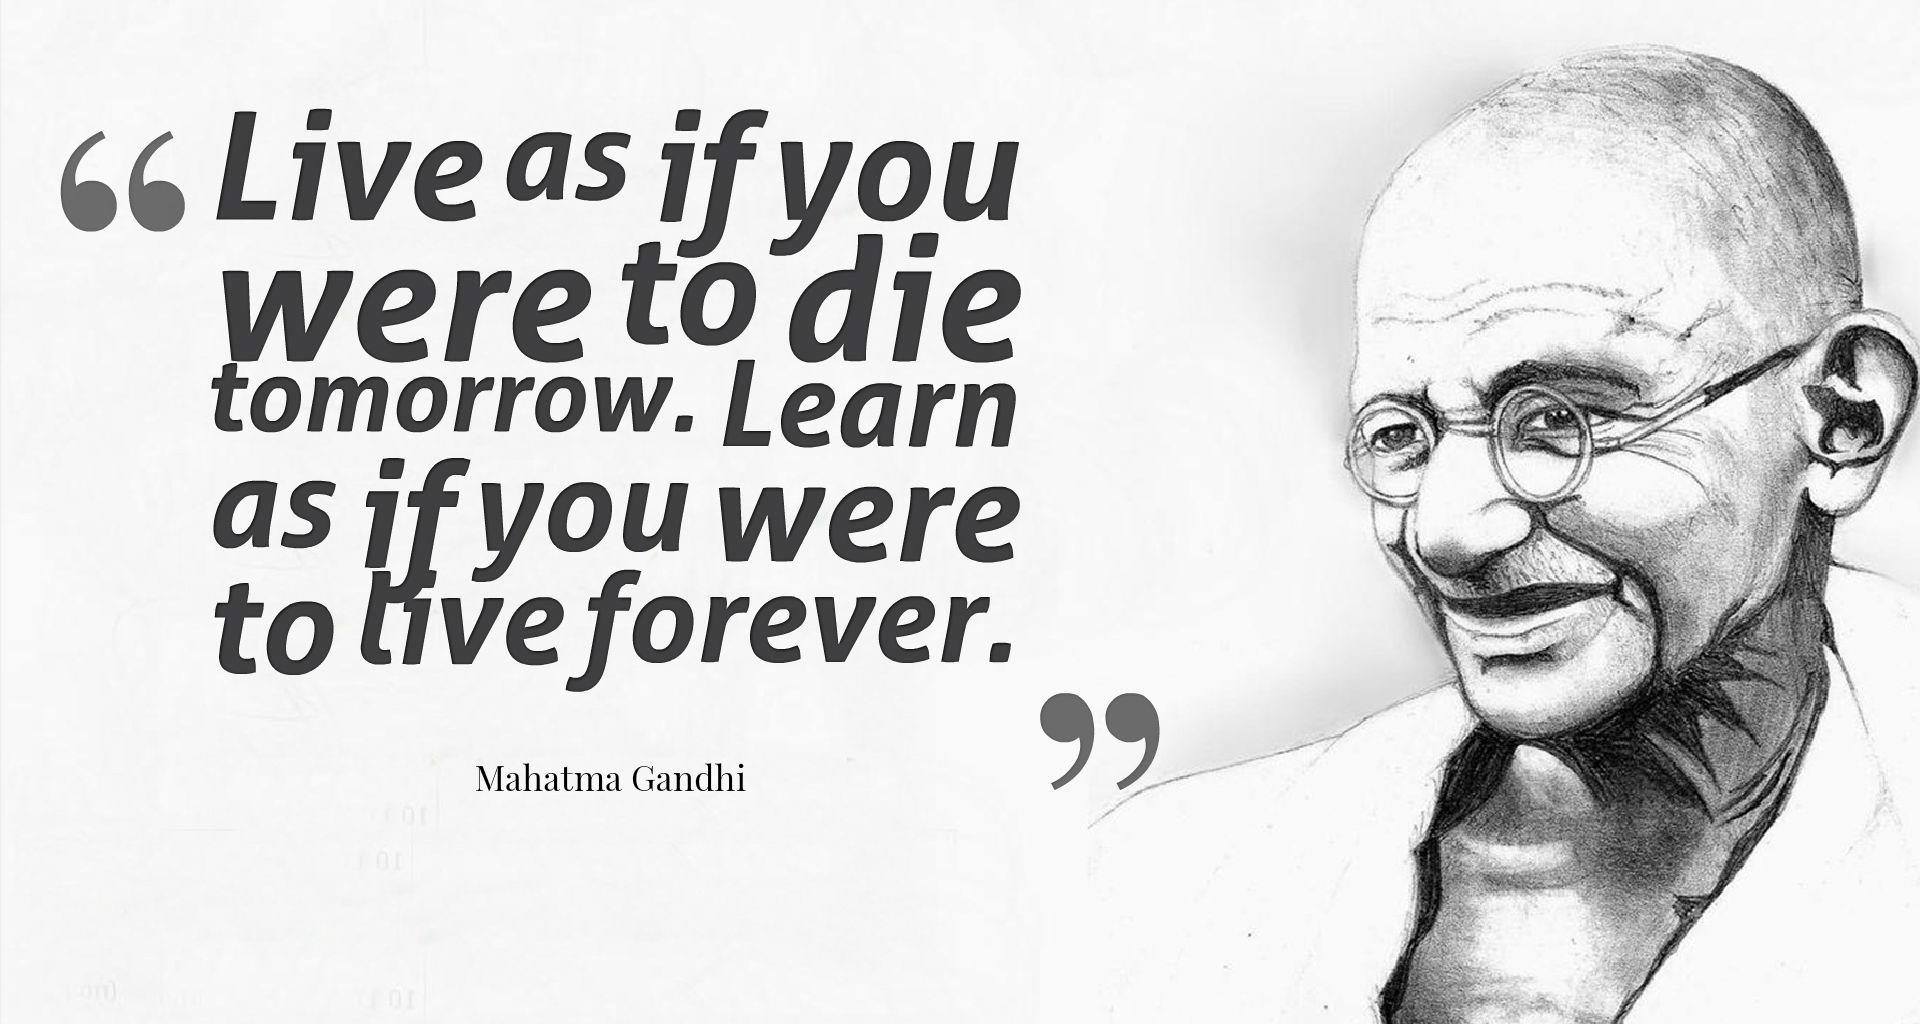 “Live as if you
were to die
tomorrow. Learn
as if you were
to live forever.
”
Mahatma Gandhi